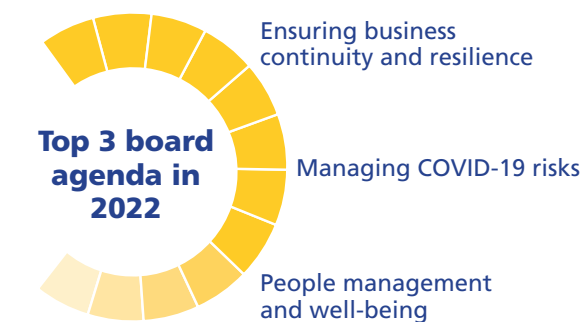 Top 3 board
agenda in
2022
Ensuring business
continuity and resilience
Managing COVID-19 risks
People management
and well-being